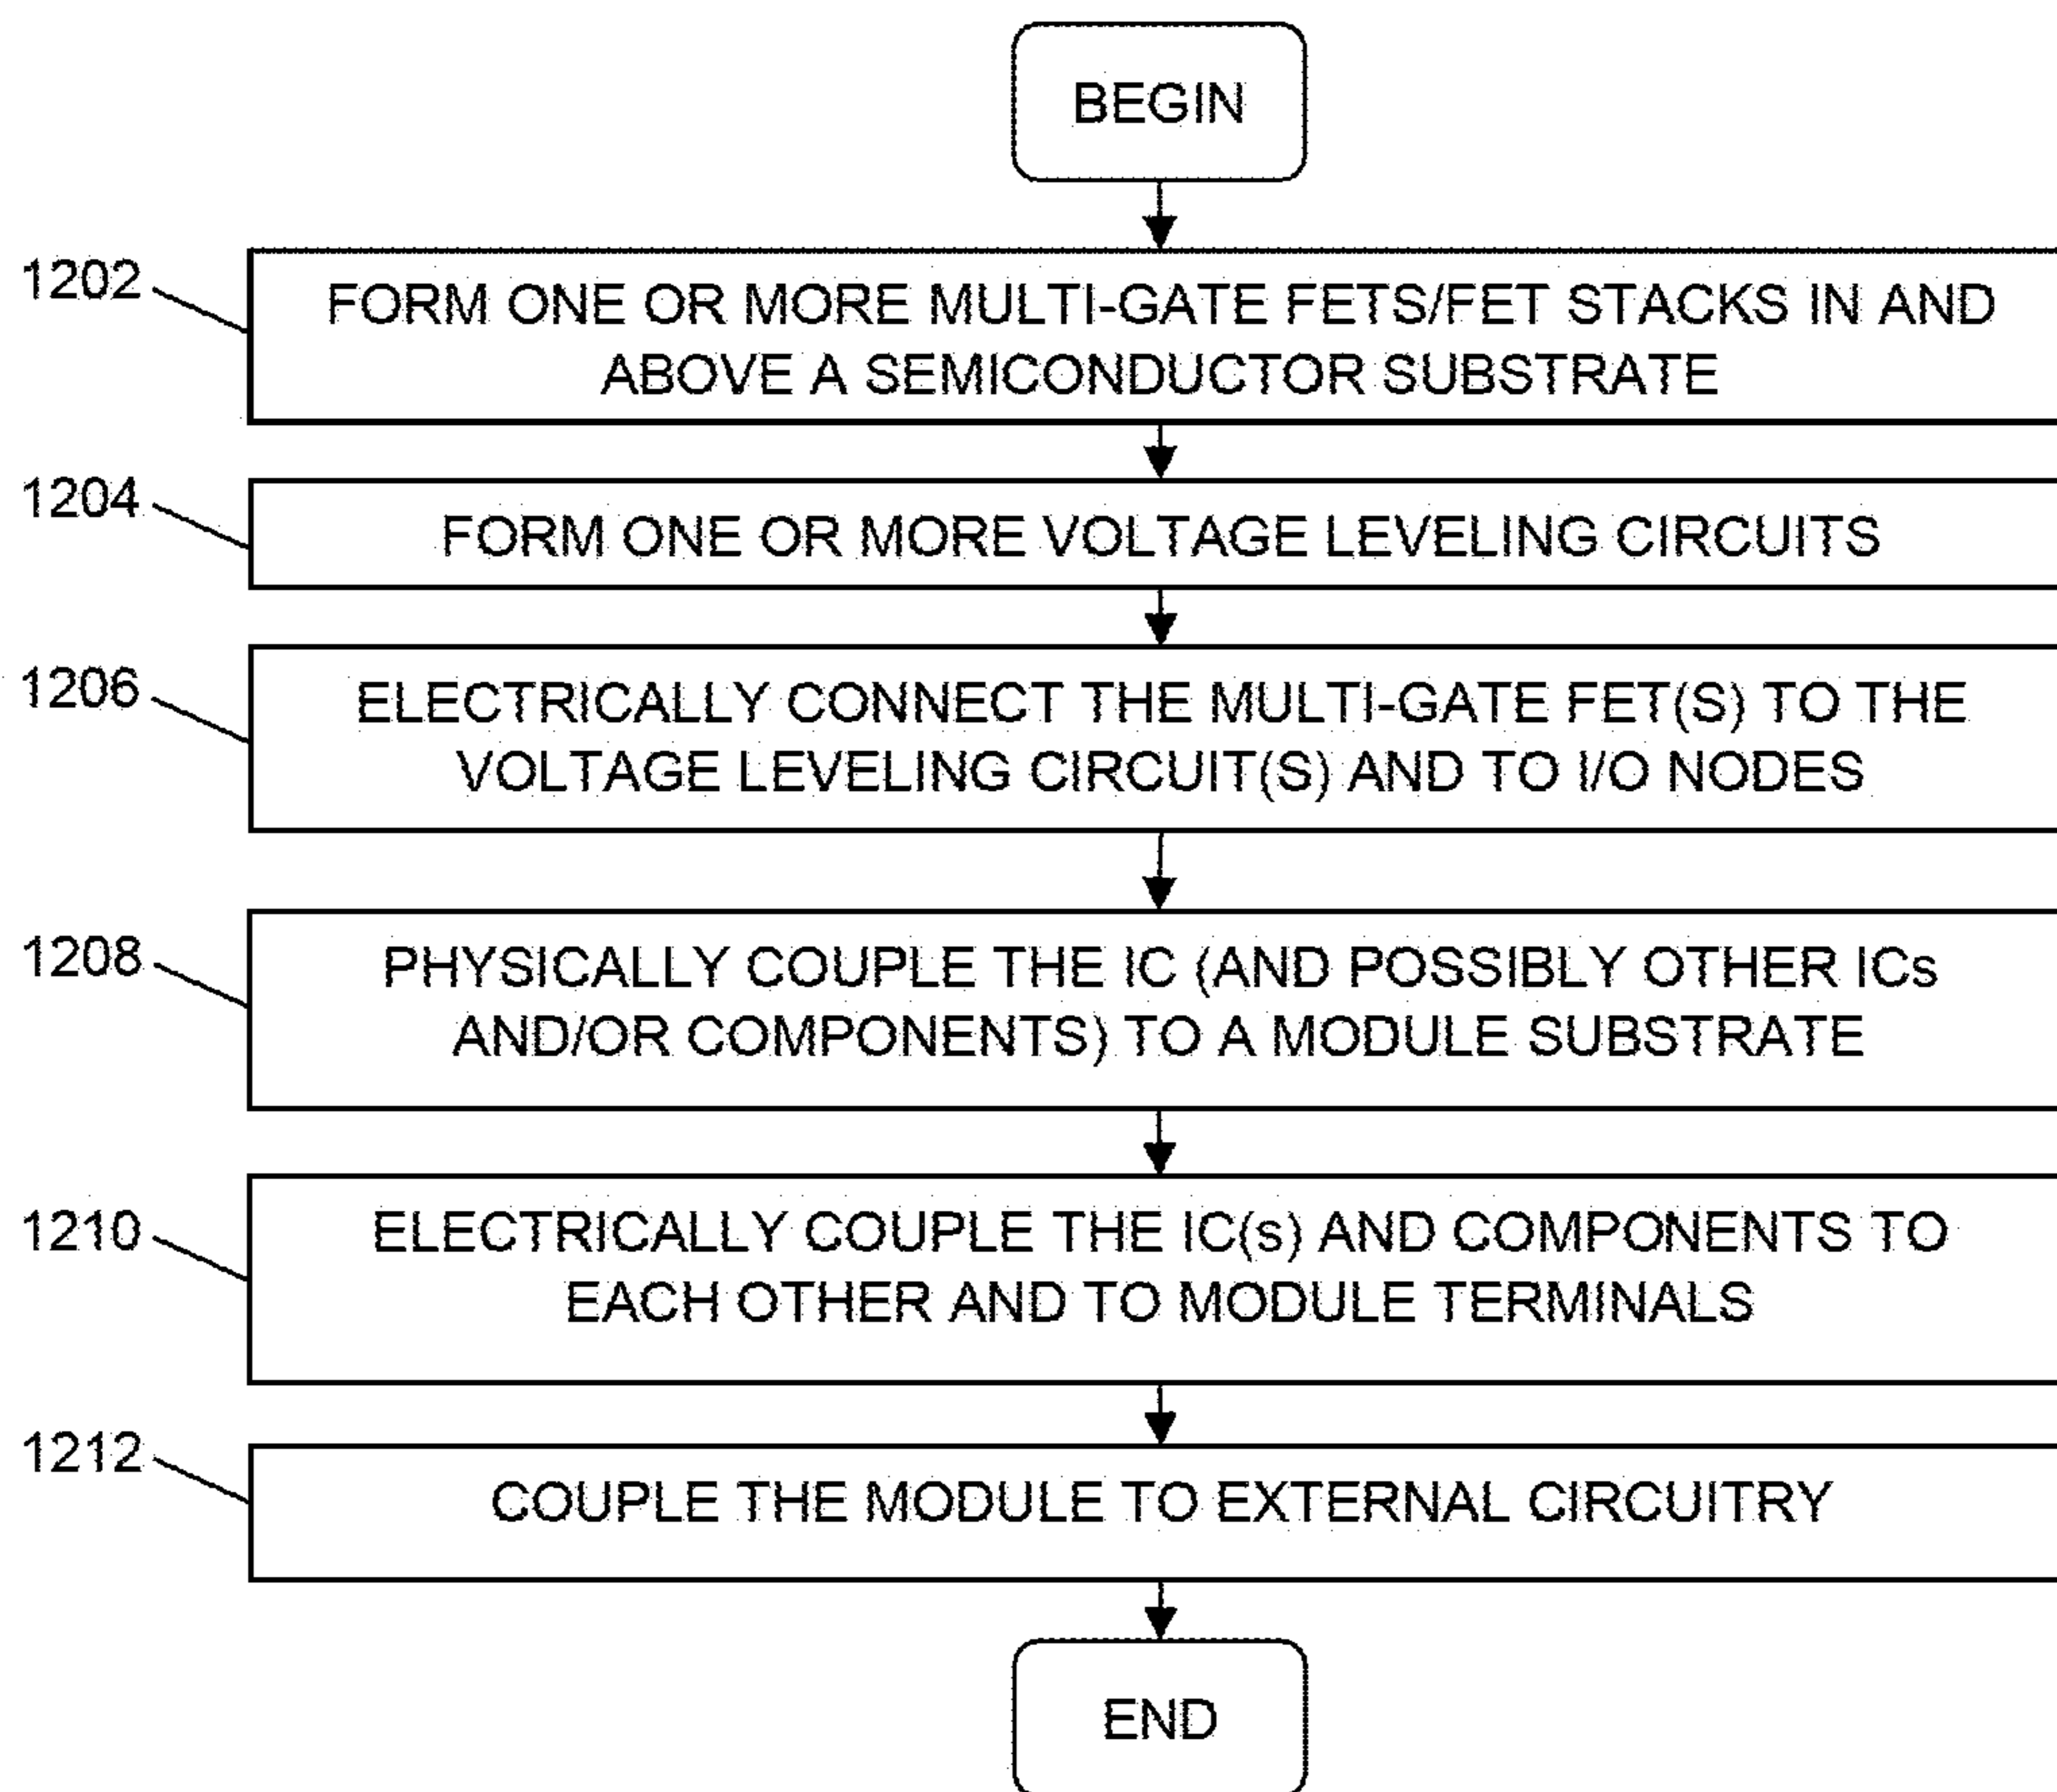 BEGIN
1202
FORM ONE OR MORE MULTI-GATE FETS/FET STACKS IN AND
ABOVE A SEMICONDUCTOR SUBSTRATE
1204
FORM ONE OR MORE VOLTAGE LEVELING CIRCUITS
1206
ELECTRICALLY CONNECT THE MULTI-GATE FET(S) TO THE
VOLTAGE LEVELING CIRCUIT(S) AND TO I/O NODES
1208
PHYSICALLY COUPLE THE IC (AND POSSIBLY OTHER ICs
AND/OR COMPONENTS) TO A MODULE SUBSTRATE
1210
ELECTRICALLY COUPLE THE IC(s) AND COMPONENTS TO
EACH OTHER AND TO MODULE TERMINALS
1212
COUPLE THE MODULE TO EXTERNAL CIRCUITRY
END